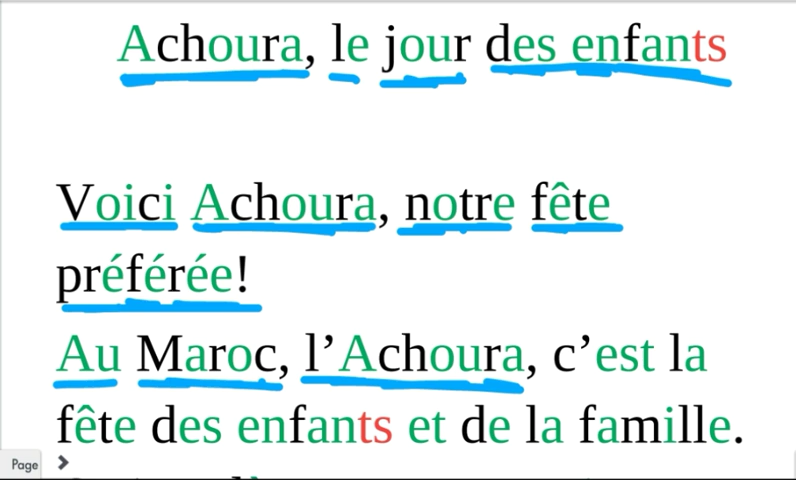 Achoura, le jour des enfants
Voici Achoura, notre fête
préférée!
Au Maroc, l’Achoura, c’est la
fête des enfants et de la famille.
Page